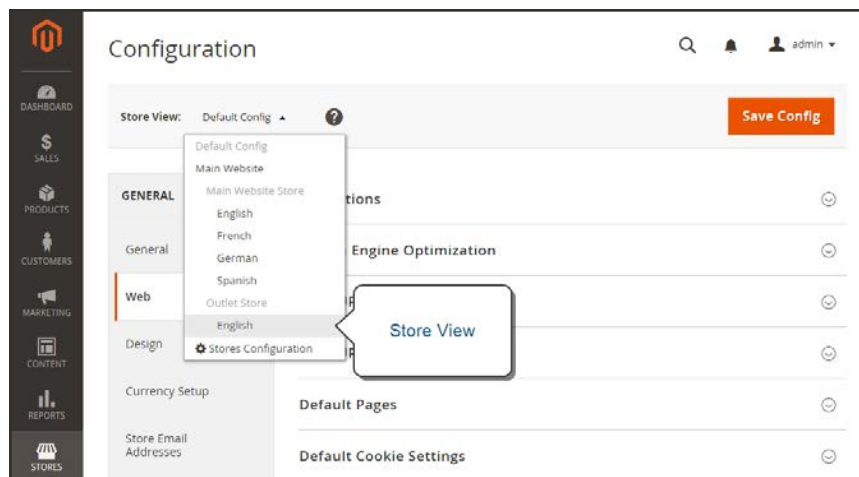 Configuration
admin
DASHBOARD
Store View: Default Config
Save Config
$
SALES
Default Config
Main Website
Main Website Store
English
French
German
Spanish
Outlet Store
English
Stores Configuration
PRODUCTS
GENERAL
tions
General
Engine Optimization
CUSTOMERS
Web
Store View
MARKETING
Design
CONTENT
Currency Setup
Default Pages
REPORTS
Store Email
Addresses
Default Cookie Settings
STORES